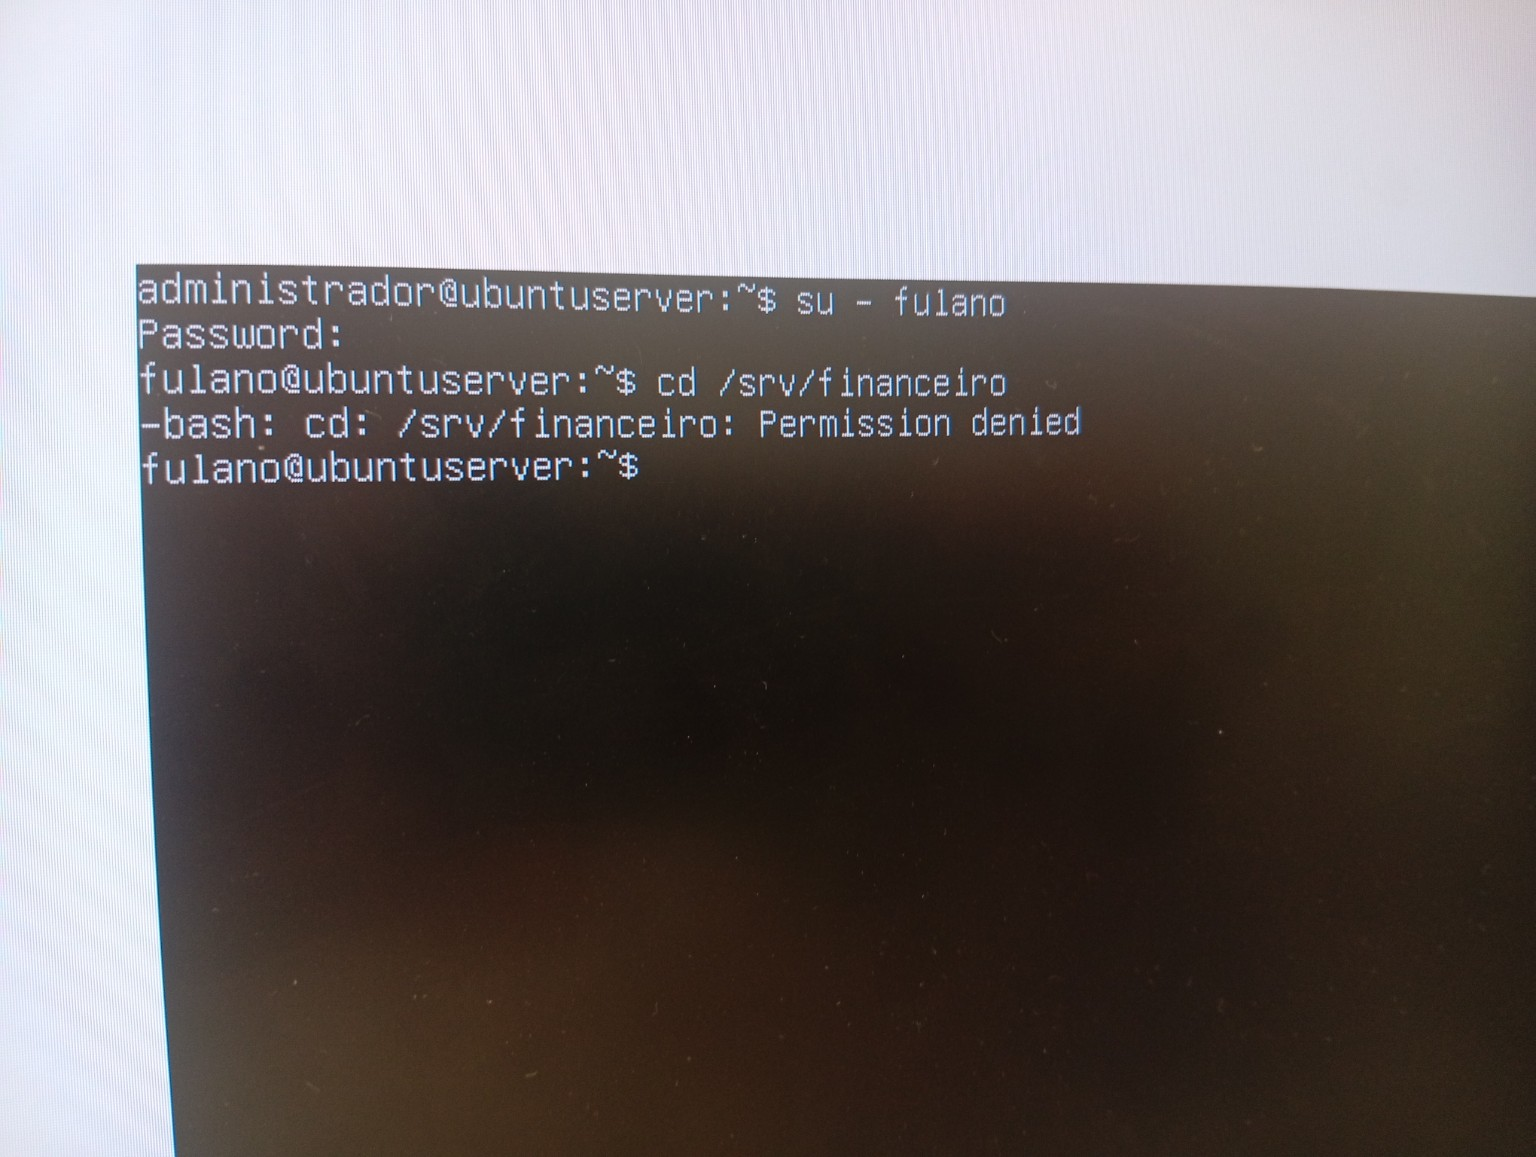 administrador@ubuntuserver:~$ su - fulano
Password:
fulano@ubuntuserver:~$ cd /srv/financeiro
-bash: cd: /srv/financeiro: Permission denied
fulano@ubuntuserver:~$